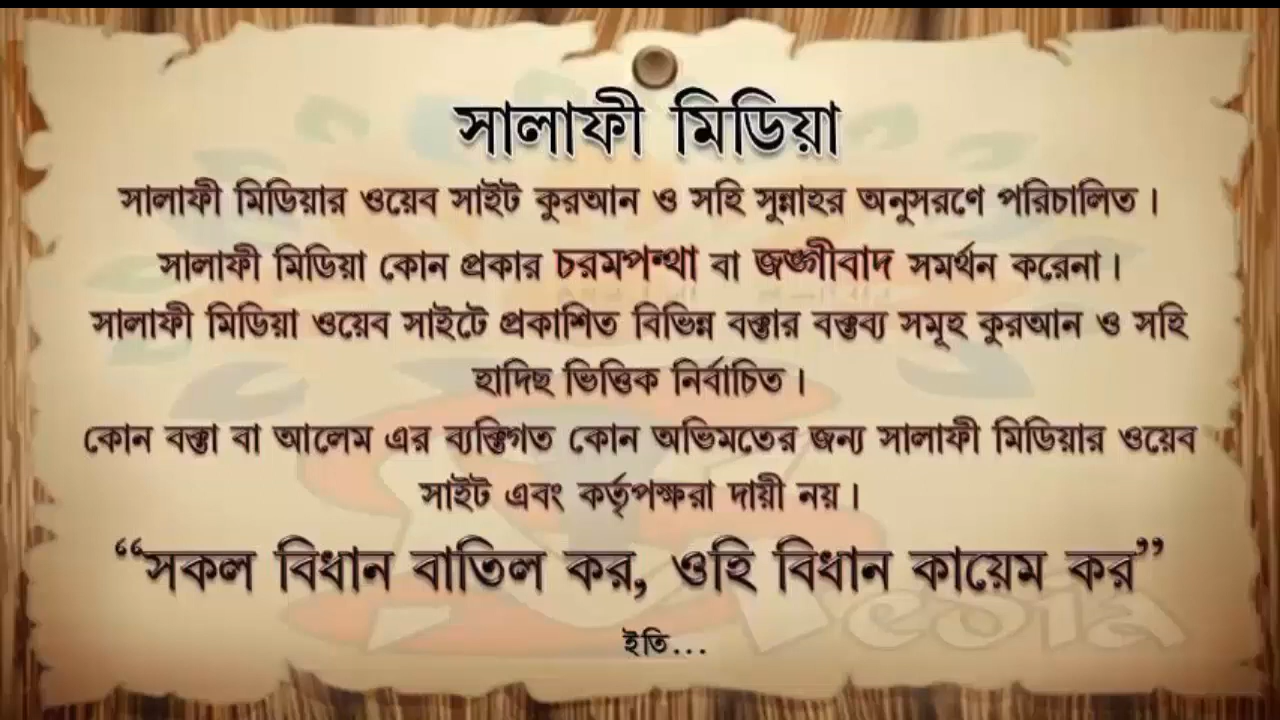 সালাফী মিডিয়া
সালাফী মিডিয়ার ওয়েব সাইট কুরআন ও সহি সুন্নাহর অনুসরণে পরিচালিত।
সালাফী মিডিয়া কোন প্রকার চরমপন্থা বা জঙ্গীবাদ সমর্থন করেনা।
সালাফী মিডিয়া ওয়েব সাইটে প্রকাশিত বিভিন্ন বক্তার বক্তব্য সমূহ কুরআন ও সহি
হাদিছ ভিত্তিক নির্বাচিত।
কোন বক্তা বা আলেম এর ব্যক্তিগত কোন অভিমতের জন্য সালাফী মিডিয়ার ওয়েব
সাইট এবং কর্তৃপক্ষরা দায়ী নয়।
“সকল বিধান বাতিল কর, ওহি বিধান কায়েম কর”
ইতি...